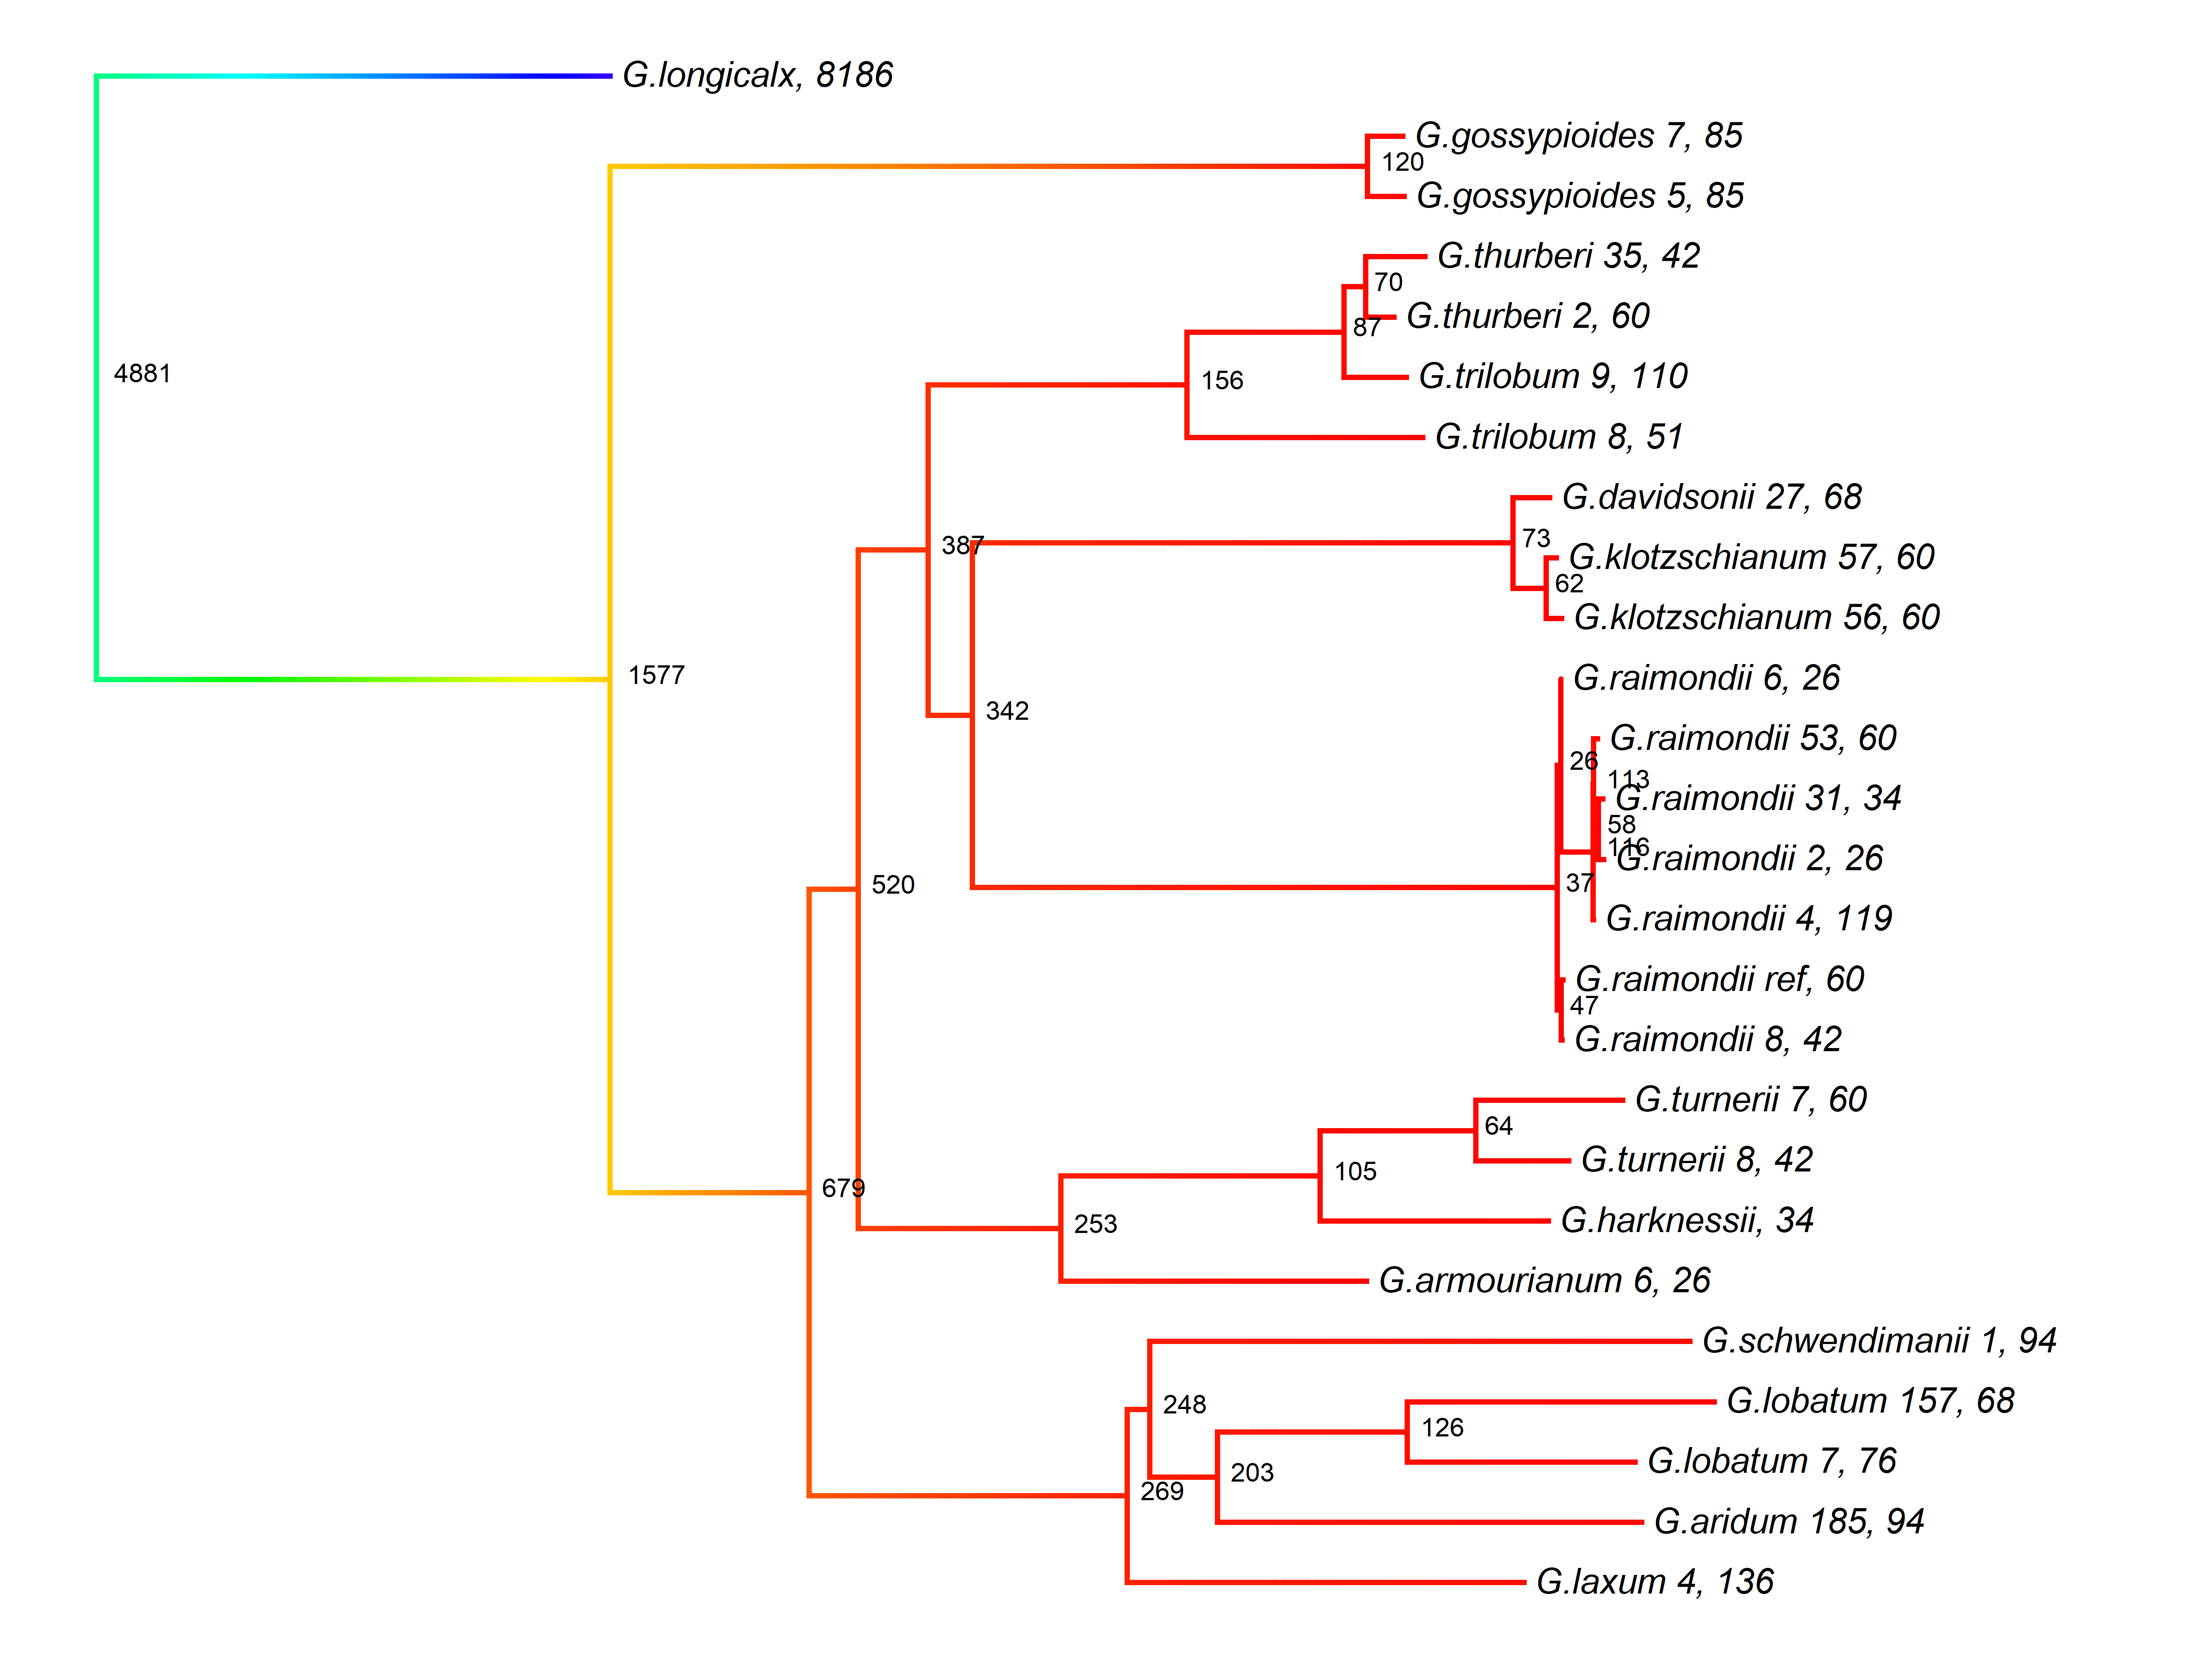 G.longicalx, 8186
G.gossypioides 7, 85
120
G.gossypioides 5, 85
G.thurberi 35, 42
70
G.thurberi 2, 60
87
4881
G.trilobum 9, 110
156
G.trilobum 8, 51
G.davidsonii 27, 68
73
387
G.klotzschianum 57, 60
62
G.klotzschianum 56, 60
1577
G.raimondii 6, 26
342
G.raimondii 53, 60
26
113
G.raimondii 31, 34
58
116
G.raimondii 2, 26
520
37
G.raimondii 4, 119
G.raimondii ref, 60
47
G.raimondii 8, 42
G.turnerii 7, 60
64
G.turnerii 8, 42
105
679
G.harknessii, 34
253
G.armourianum 6, 26
G.schwendimanii 1, 94
248
G.lobatum 157, 68
126
G.lobatum 7, 76
203
269
G.aridum 185, 94
G.laxum 4, 136